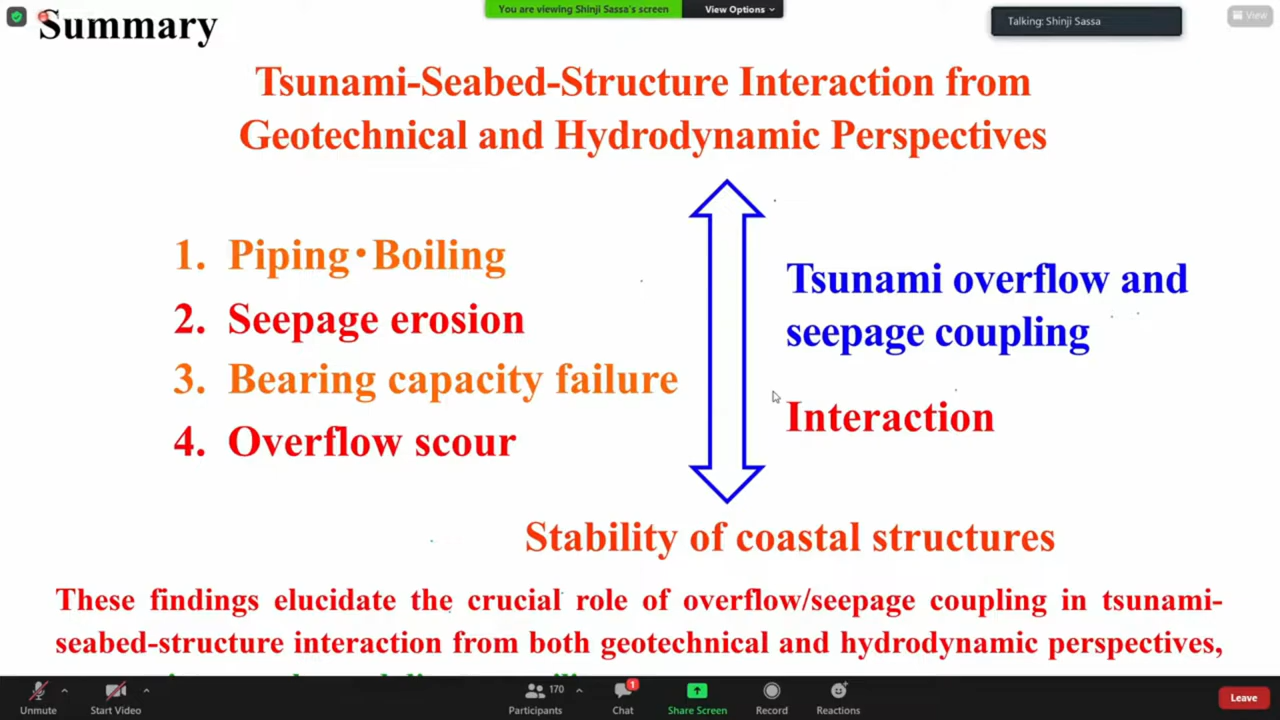 Summary
You are viewing Shinji Sassa's screen
View Options
Talking: Shinji Sassa
View
Tsunami-Seabed-Structure Interaction from
Geotechnical and Hydrodynamic Perspectives
1. Piping・Boiling
2. Seepage erosion
3. Bearing capacity failure
4. Overflow scour
Tsunami overflow and
seepage coupling
Interaction
Stability of coastal structures
These findings elucidate the crucial role of overflow/seepage coupling in tsunami-
seabed-structure interaction from both geotechnical and hydrodynamic perspectives,
Unmute
Start Video
170
Participants
1
Chat
Share Screen
Record
Reactions
Leave